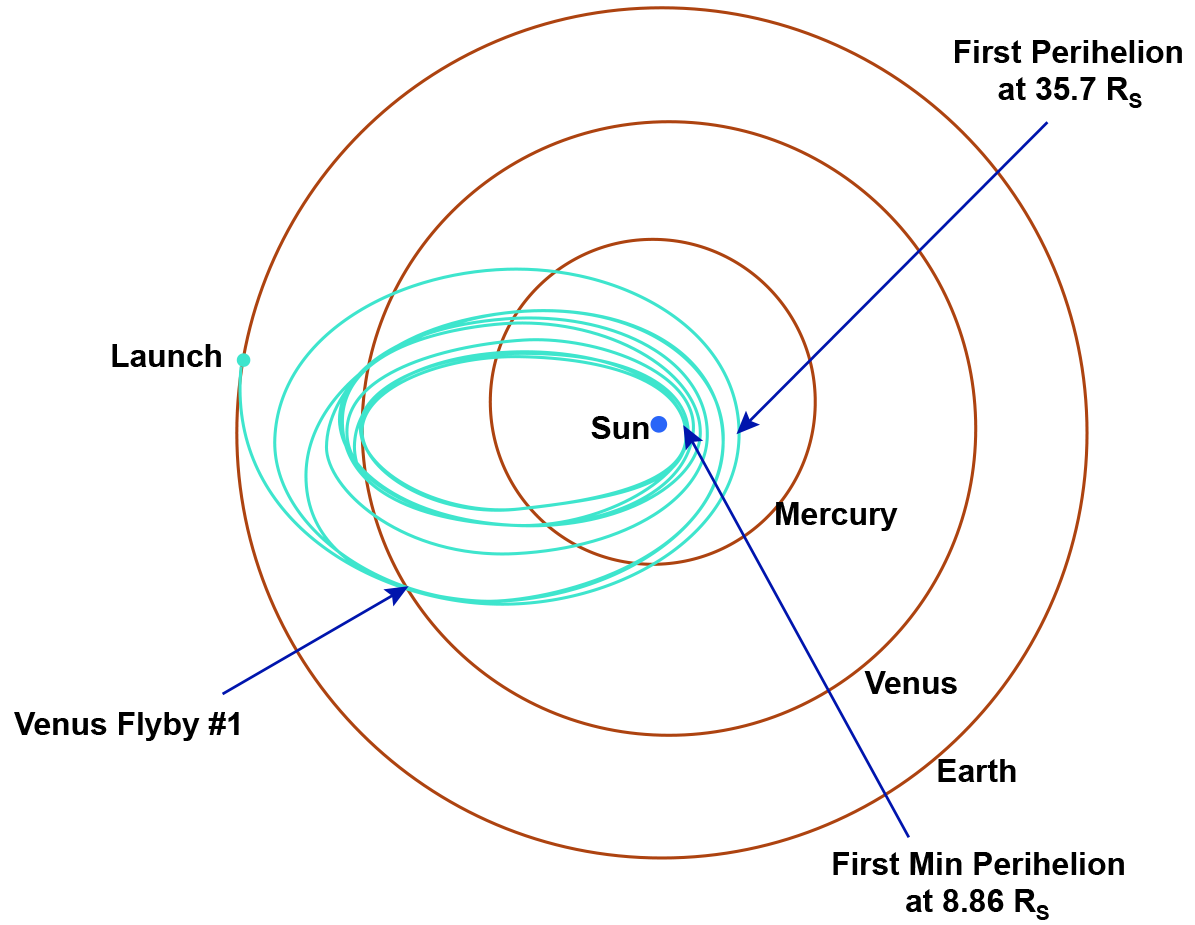 First Perihelion
at 35.7 RS
Launch
Sun
Mercury
Venus
Venus Flyby #1
Earth
First Min Perihelion
at 8.86 RS